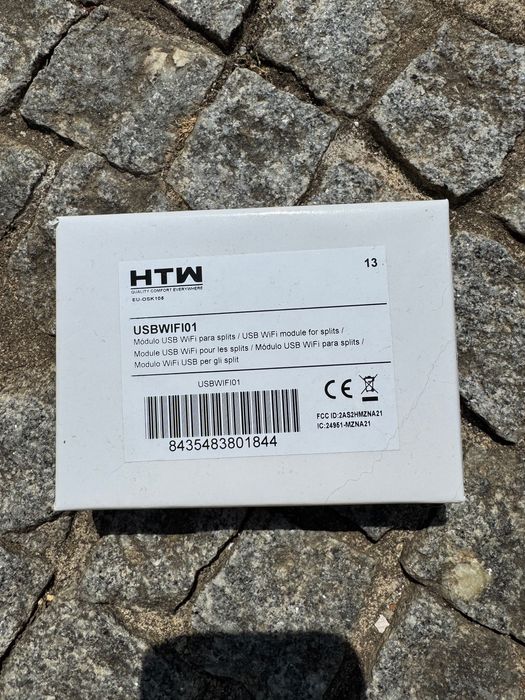 HTW
QUALITY COMFORT EVERYWHERE
EU-OSK105
13
USBWIFI01
Módulo USB WiFi para splits / USB WiFi module for splits /
Module USB WiFi pour les splits / Módulo USB WiFi para splits /
Modulo WiFi USB per gli split
USBWIFI01
8435483801844
CE
FCC ID:2AS2HMZNA21
IC:24951-MZNA21